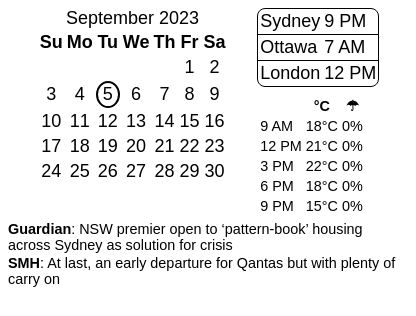 September 2023
Su Mo Tu We Th Fr Sa
1 2
3 4 5 6 7 8 9
10 11 12 13 14 15 16
17 18 19 20 21 22 23
24 25 26 27 28 29 30
Sydney 9 PM
Ottawa 7 AM
London 12 PM
°C ☂
9 AM 18°C 0%
12 PM 21°C 0%
3 PM 22°C 0%
6 PM 18°C 0%
9 PM 15°C 0%
Guardian: NSW premier open to ‘pattern-book’ housing
across Sydney as solution for crisis
SMH: At last, an early departure for Qantas but with plenty of
carry on